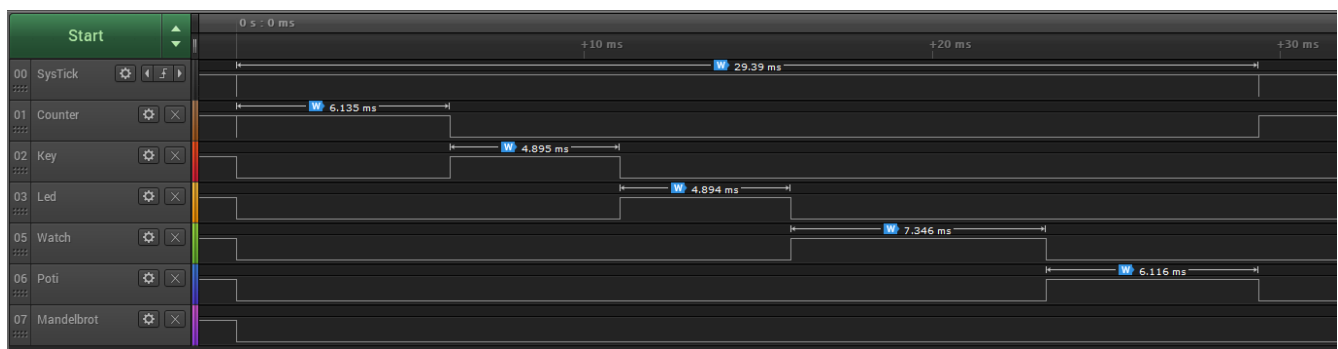 Start
0 s : 0 ms
+10 ms
+20 ms
+30 ms
00 SysTick
W 29.39 ms
01 Counter
W 6.135 ms
02 Key
W 4.895 ms
03 Led
W 4.894 ms
05 Watch
W 7.346 ms
06 Poti
W 6.116 ms
07 Mandelbrot